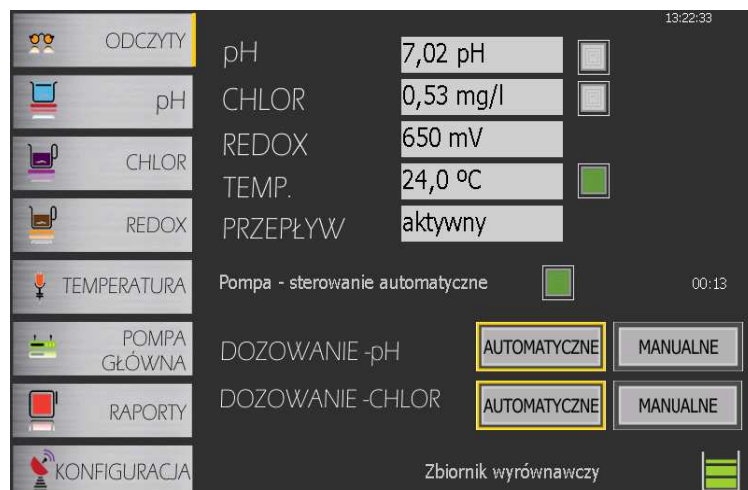 13:22:33
ODCZYTY
pH
CHLOR
REDOX
TEMPERATURA
POMPA
GŁÓWNA
RAPORTY
KONFIGURACJA
pH 7,02 pH
CHLOR 0,53 mg/l
REDOX 650 mV
TEMP. 24,0 ºC
PRZEPŁYW aktywny
Pompa - sterowanie automatyczne 00:13
DOZOWANIE -pH AUTOMATYCZNE MANUALNE
DOZOWANIE -CHLOR AUTOMATYCZNE MANUALNE
Zbiornik wyrównawczy